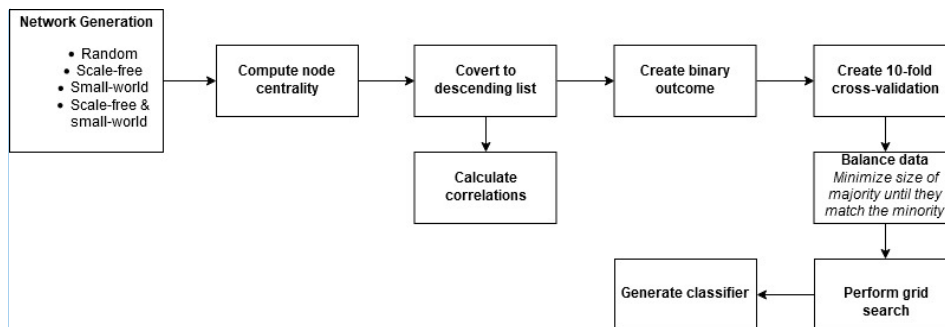 Network Generation
• Random
• Scale-free
• Small-world
• Scale-free &
small-world
Compute node
centrality
Covert to
descending list
Create binary
outcome
Create 10-fold
cross-validation
Calculate
correlations
Balance data
Minimize size of
majority until they
match the minority
Generate classifier
Perform grid
search